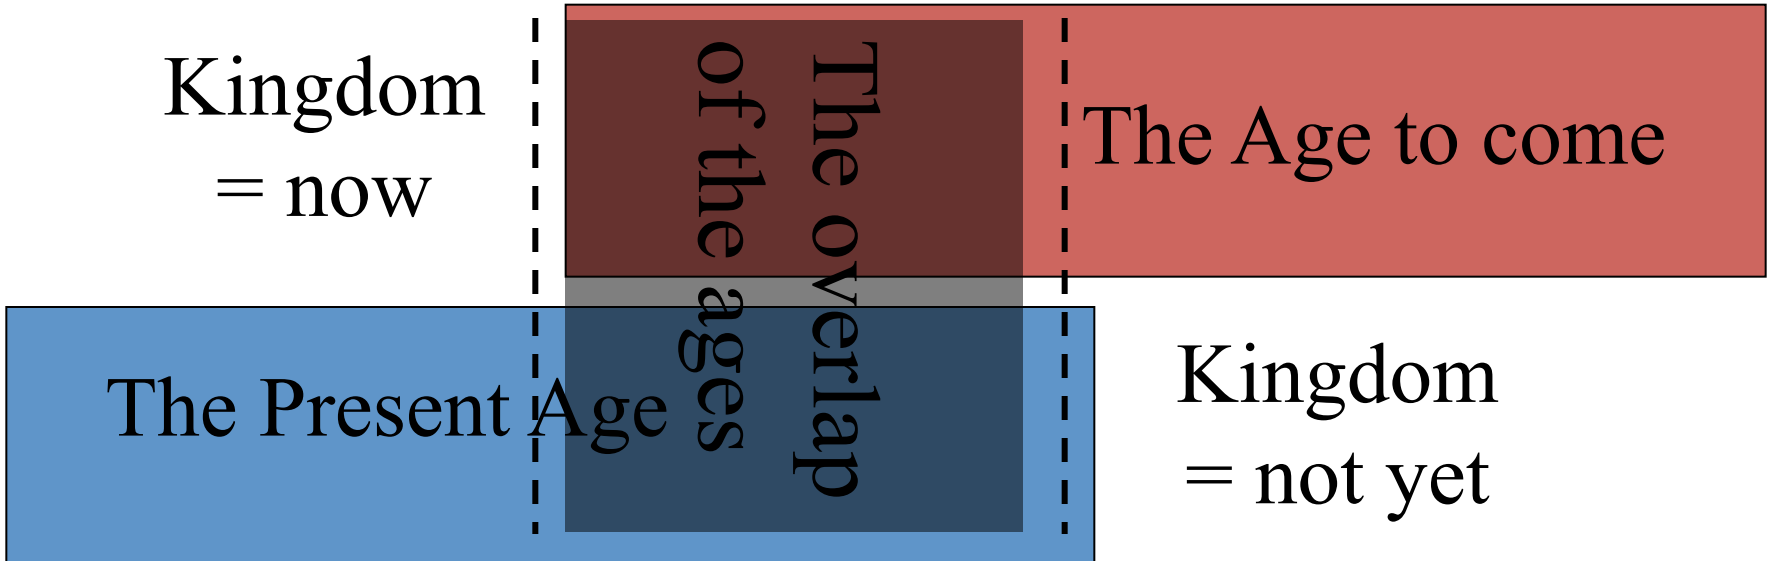 Kingdom
= now
The overlap
of the ages
The Age to come
The Present Age
Kingdom
= not yet